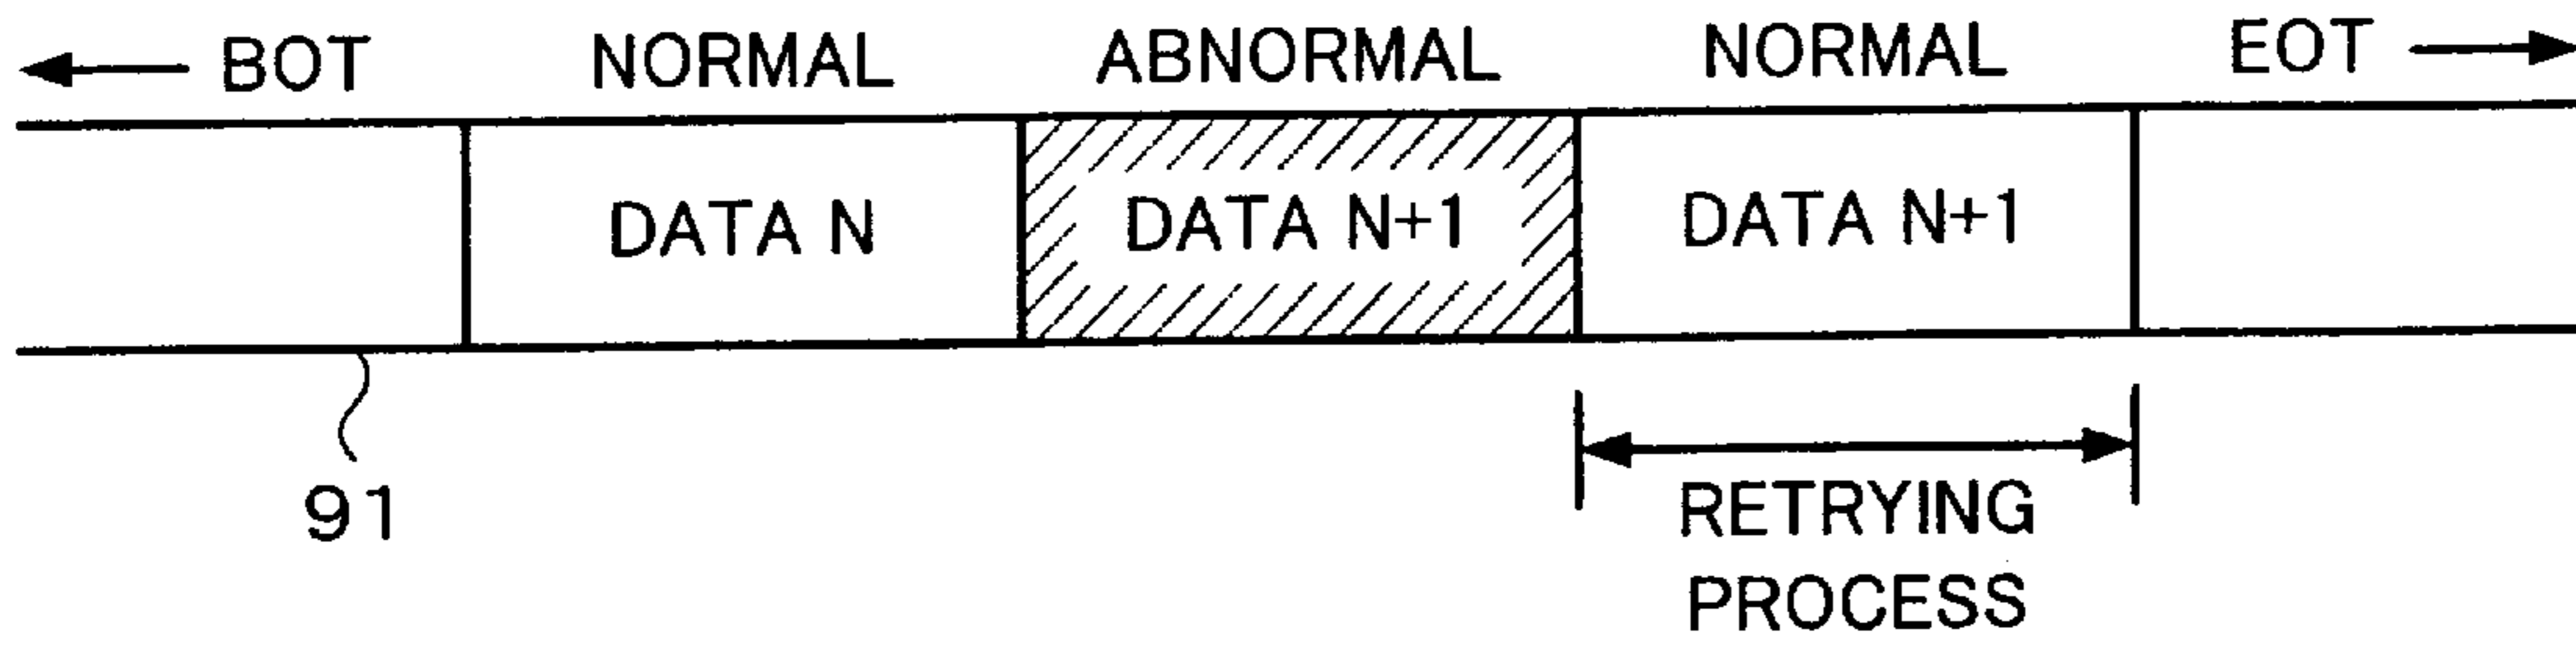 BOT NORMAL ABNORMAL NORMAL EOT
DATA N DATA N+1 DATA N+1
91
RETRYING
PROCESS